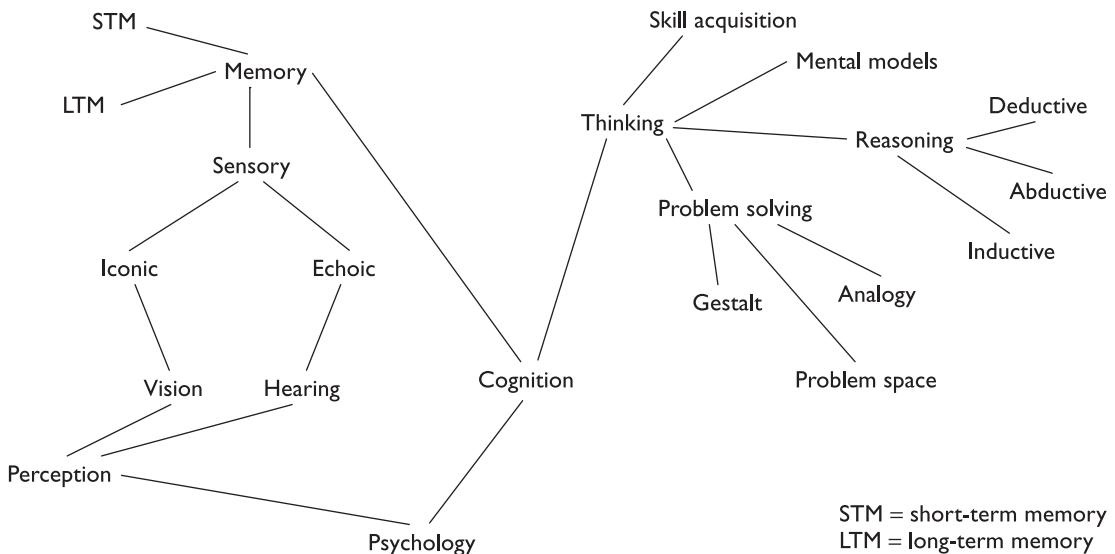 STM
Skill acquisition
Memory
Mental models
LTM
Deductive
Thinking
Reasoning
Sensory
Abductive
Problem solving
Inductive
Iconic
Echoic
Analogy
Gestalt
Vision
Hearing
Cognition
Problem space
Perception
STM = short-term memory
Psychology
LTM = long-term memory